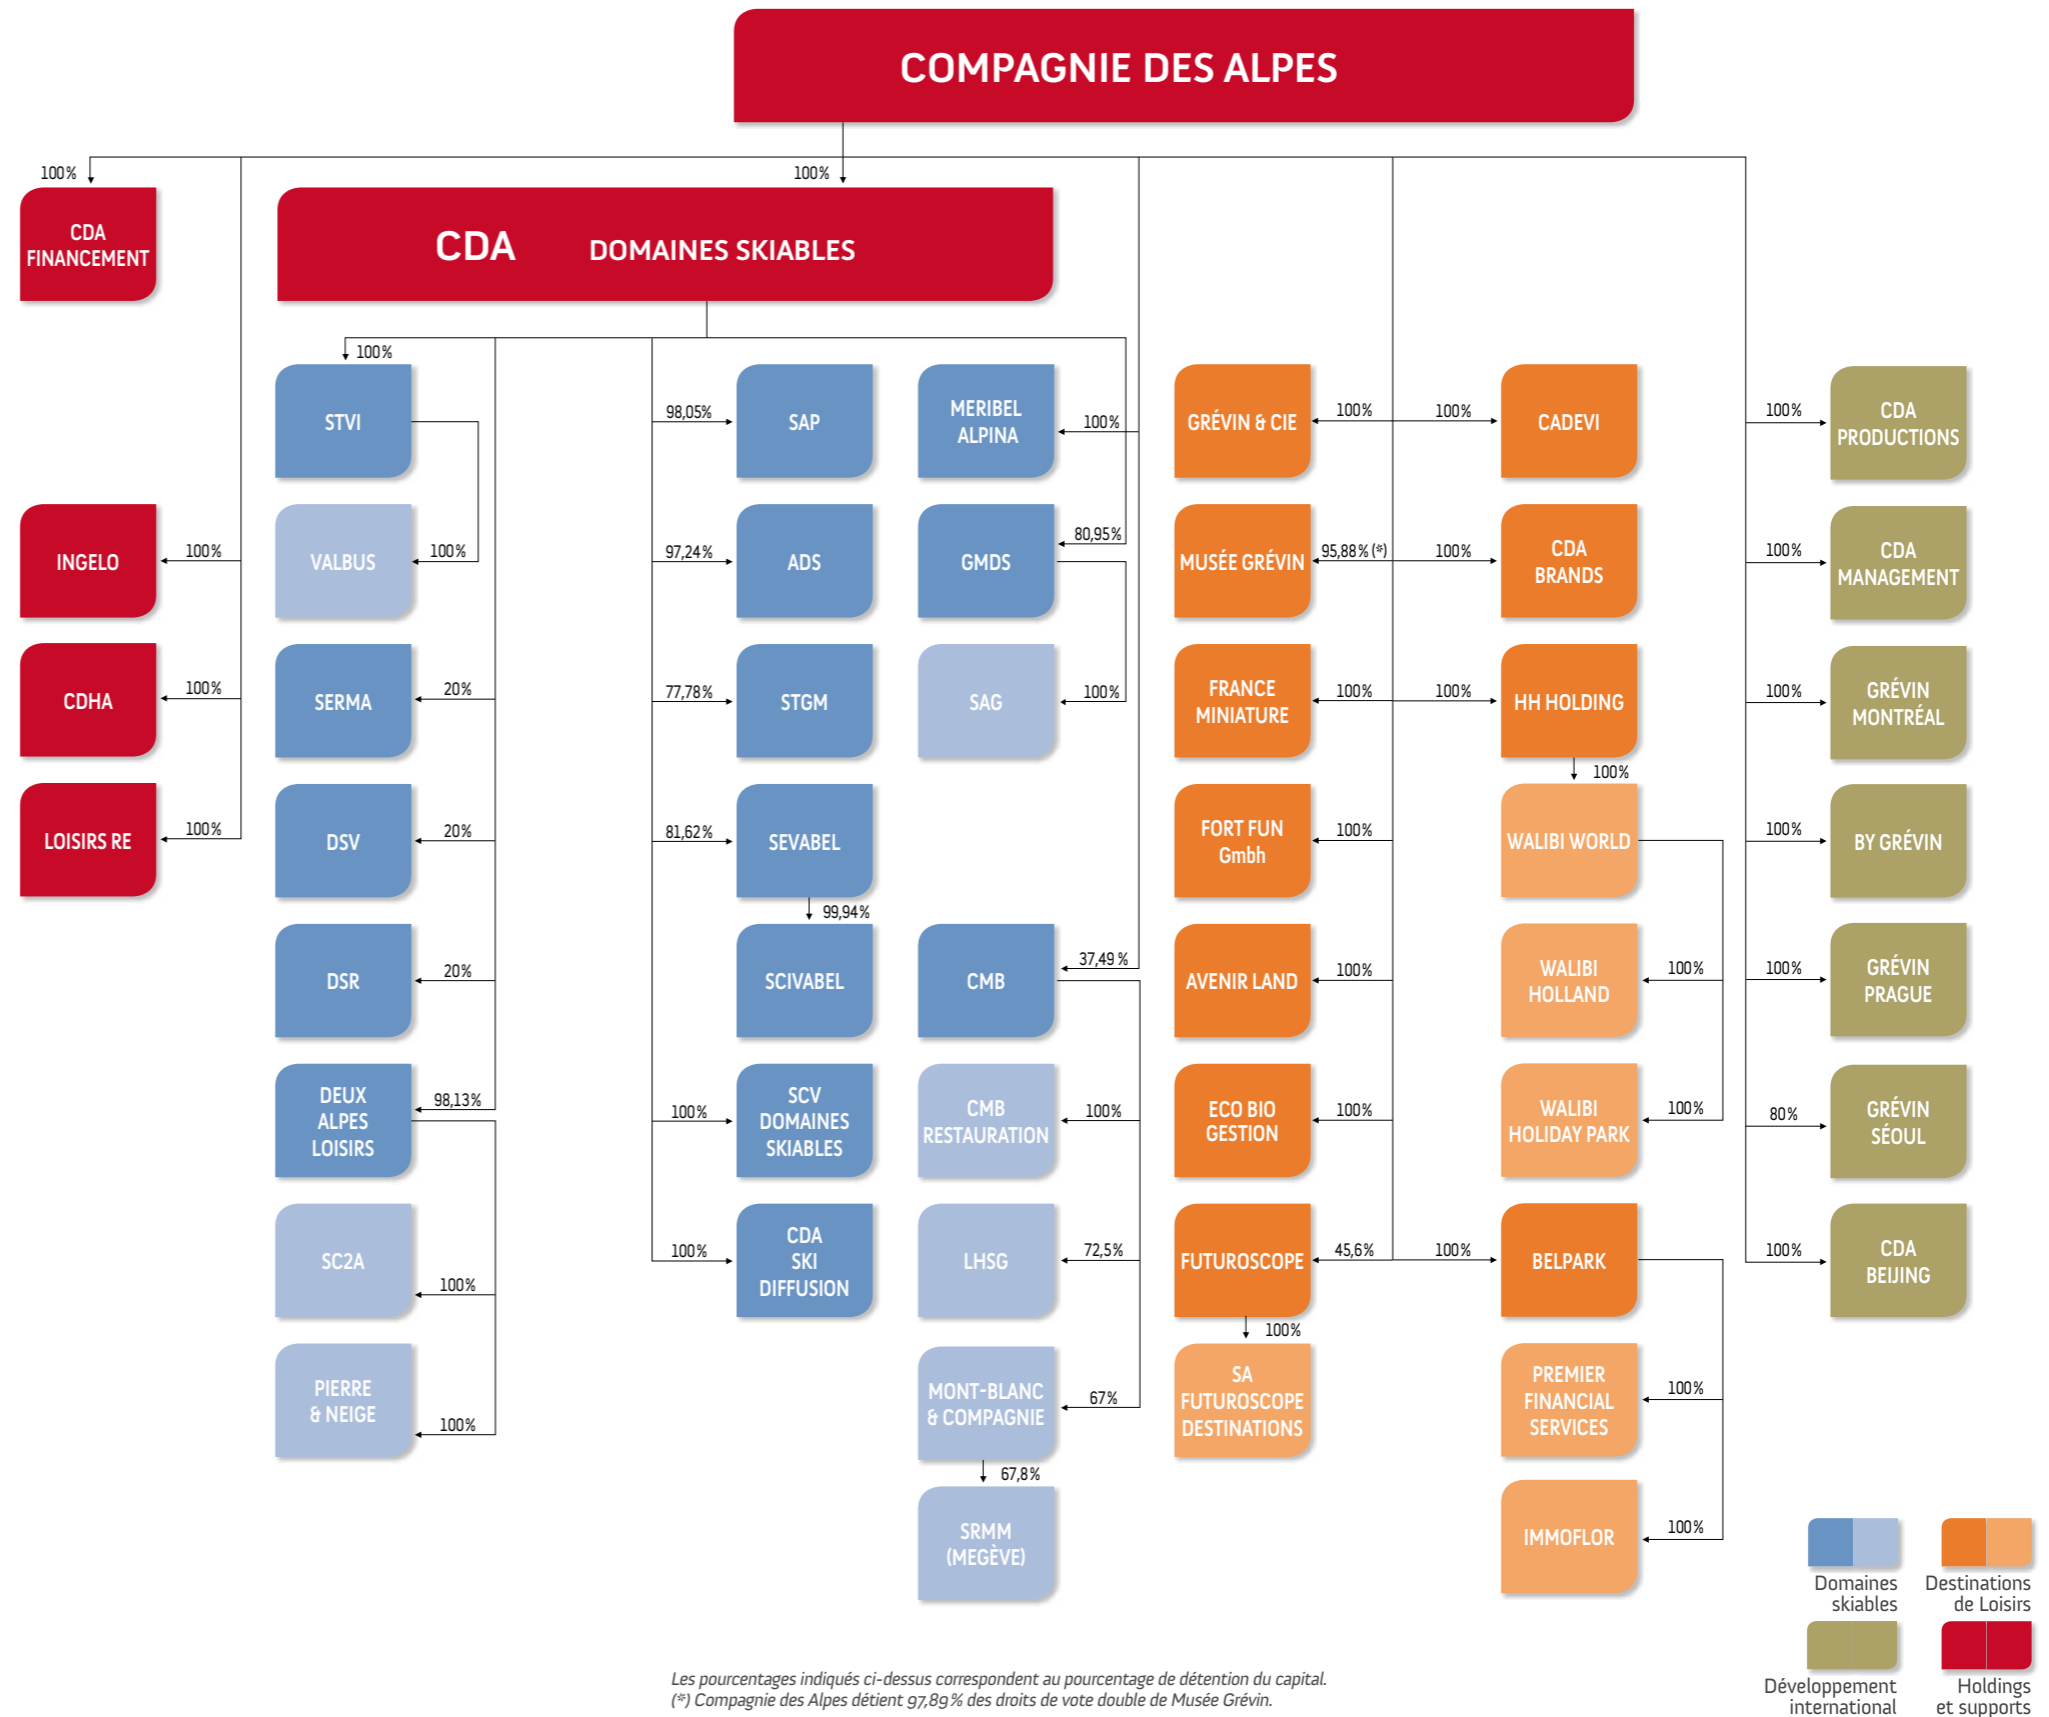 COMPAGNIE DES ALPES
100%
100%
CDA
FINANCEMENT
CDA DOMAINES SKIABLES
100%
STVI
98,05%
SAP
MERIBEL
ALPINA
100%
GRÉVIN & CIE
100%
100%
CADEVI
100%
CDA
PRODUCTIONS
INGELO
100%
VALBUS
100%
97,24%
ADS
GMDS
80,95%
MUSÉE GRÉVIN
95,88% (*)
100%
CDA
BRANDS
100%
CDA
MANAGEMENT
CDHA
100%
SERMA
20%
77,78%
STGM
SAG
100%
FRANCE
MINIATURE
100%
100%
HH HOLDING
100%
GRÉVIN
MONTRÉAL
100%
LOISIRS RE
100%
DSV
20%
81,62%
SEVABEL
FORT FUN
Gmbh
100%
WALIBI WORLD
100%
BY GRÉVIN
99,94%
DSR
20%
SCIVABEL
CMB
37,49 %
AVENIR LAND
100%
WALIBI
HOLLAND
100%
100%
GRÉVIN
PRAGUE
DEUX
ALPES
LOISIRS
98,13%
100%
SCV
DOMAINES
SKIABLES
CMB
RESTAURATION
100%
ECO BIO
GESTION
100%
WALIBI
HOLIDAY PARK
100%
80%
GRÉVIN
SÉOUL
SC2A
100%
100%
CDA
SKI
DIFFUSION
LHSG
72,5%
FUTUROSCOPE
45,6%
100%
BELPARK
100%
CDA
BEIJING
100%
PIERRE
& NEIGE
100%
MONT-BLANC
& COMPAGNIE
67%
SA
FUTUROSCOPE
DESTINATIONS
PREMIER
FINANCIAL
SERVICES
100%
67,8%
SRMM
(MEGÈVE)
IMMOFLOR
100%
Domaines
skiables
Destinations
de Loisirs
Développement
international
Holdings
et supports
Les pourcentages indiqués ci-dessus correspondent au pourcentage de détention du capital.
(*) Compagnie des Alpes détient 97,89% des droits de vote double de Musée Grévin.